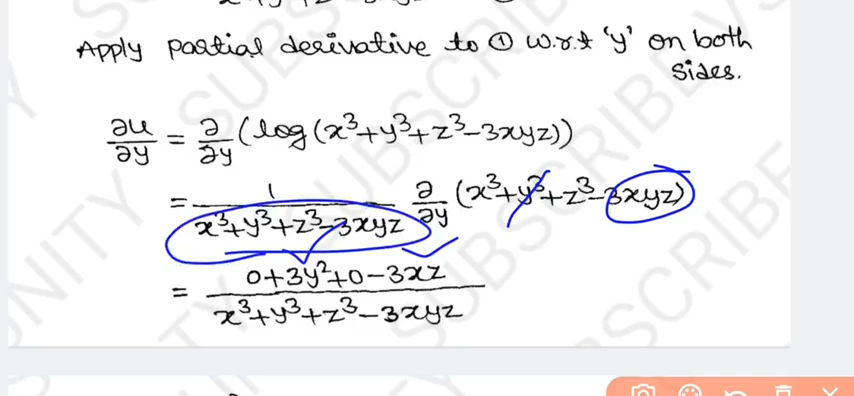 Apply partial derivative to ① w.r.t 'y' on both
sides.
∂u/∂y = ∂/∂y (log(x³+y³+z³-3xyz))
= 1/(x³+y³+z³-3xyz) ∂/∂y (x³+y³+z³-3xyz)
= (0+3y²+0-3xz)/(x³+y³+z³-3xyz)